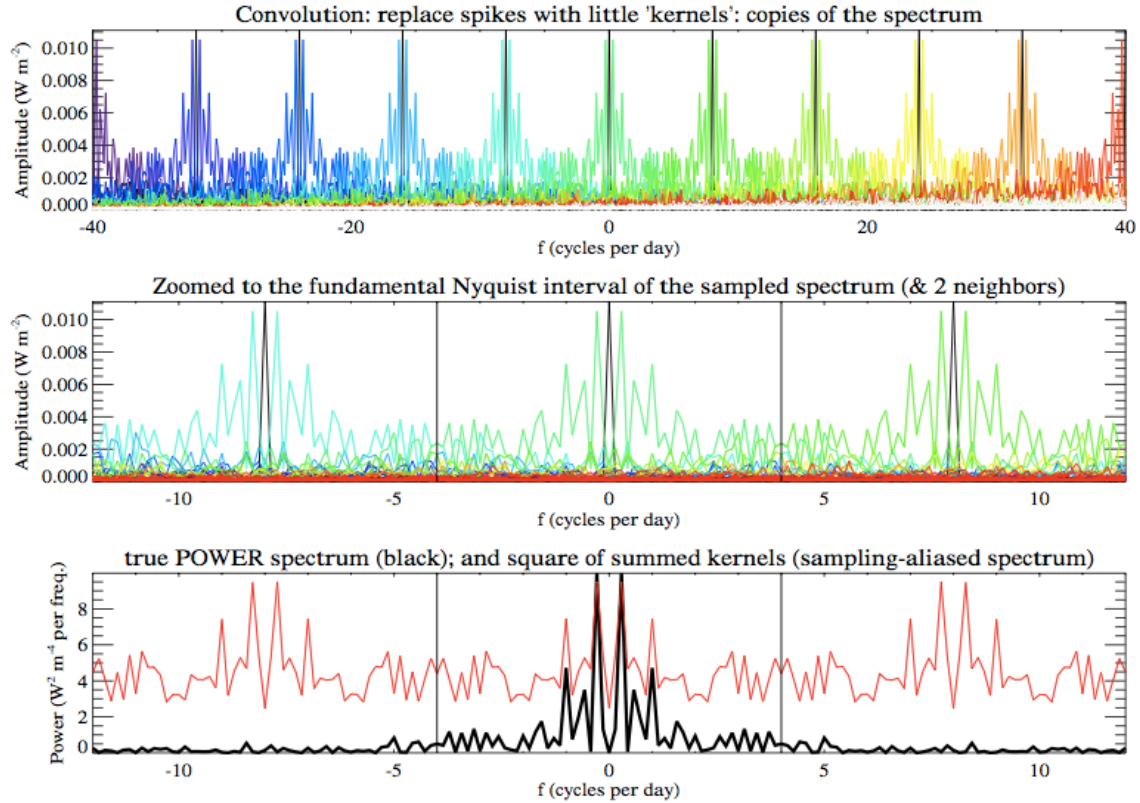 Convolution: replace spikes with little 'kernels': copies of the spectrum
Amplitude (W m-2)
0.010
0.008
0.006
0.004
0.002
0.000
-40 -20 0 20 40
f (cycles per day)
Zoomed to the fundamental Nyquist interval of the sampled spectrum (& 2 neighbors)
Amplitude (W m-2)
0.010
0.008
0.006
0.004
0.002
0.000
-10 -5 0 5 10
f (cycles per day)
true POWER spectrum (black); and square of summed kernels (sampling-aliased spectrum)
Power (W2 m-4 per freq.)
8
6
4
2
0
-10 -5 0 5 10
f (cycles per day)